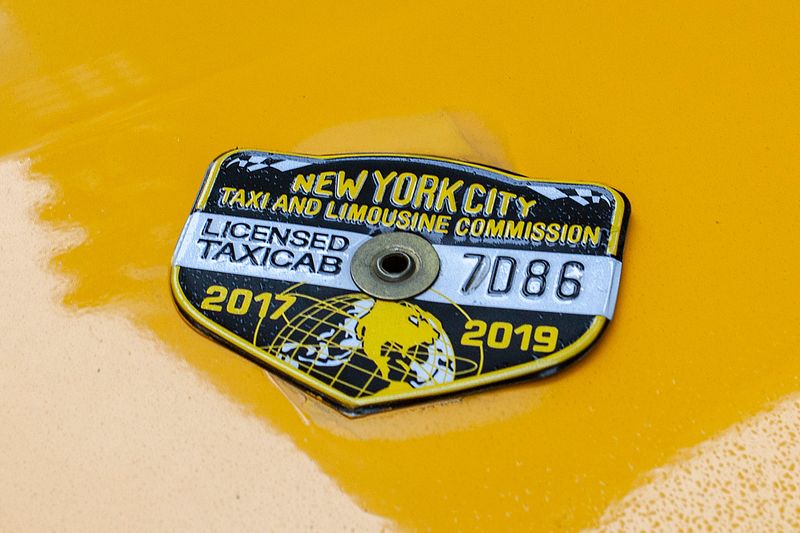 NEW YORK CITY
TAXI AND LIMOUSINE COMMISSION
LICENSED
TAXICAB
7D86
2017
2019